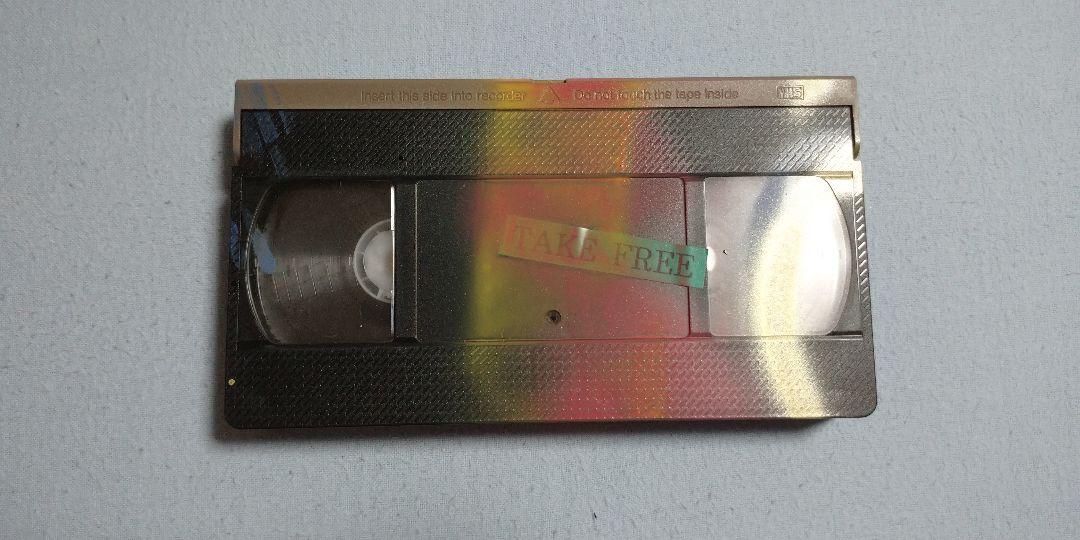 Insert this side into recorder Do not touch the tape inside VHS
TAKE FREE